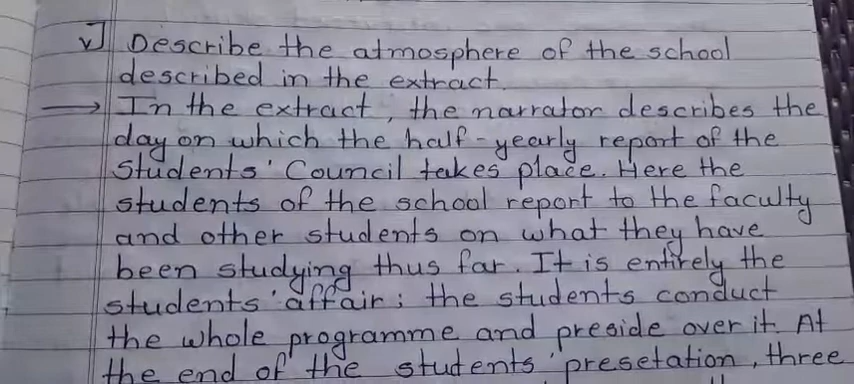 v] Describe the atmosphere of the school
described in the extract.
→ In the extract, the narrator describes the
day on which the half-yearly report of the
Students' Council takes place. Here the
students of the school report to the faculty
and other students on what they have
been studying thus far. It is entirely the
students' affair; the students conduct
the whole programme and preside over it. At
the end of the students' presetation, three